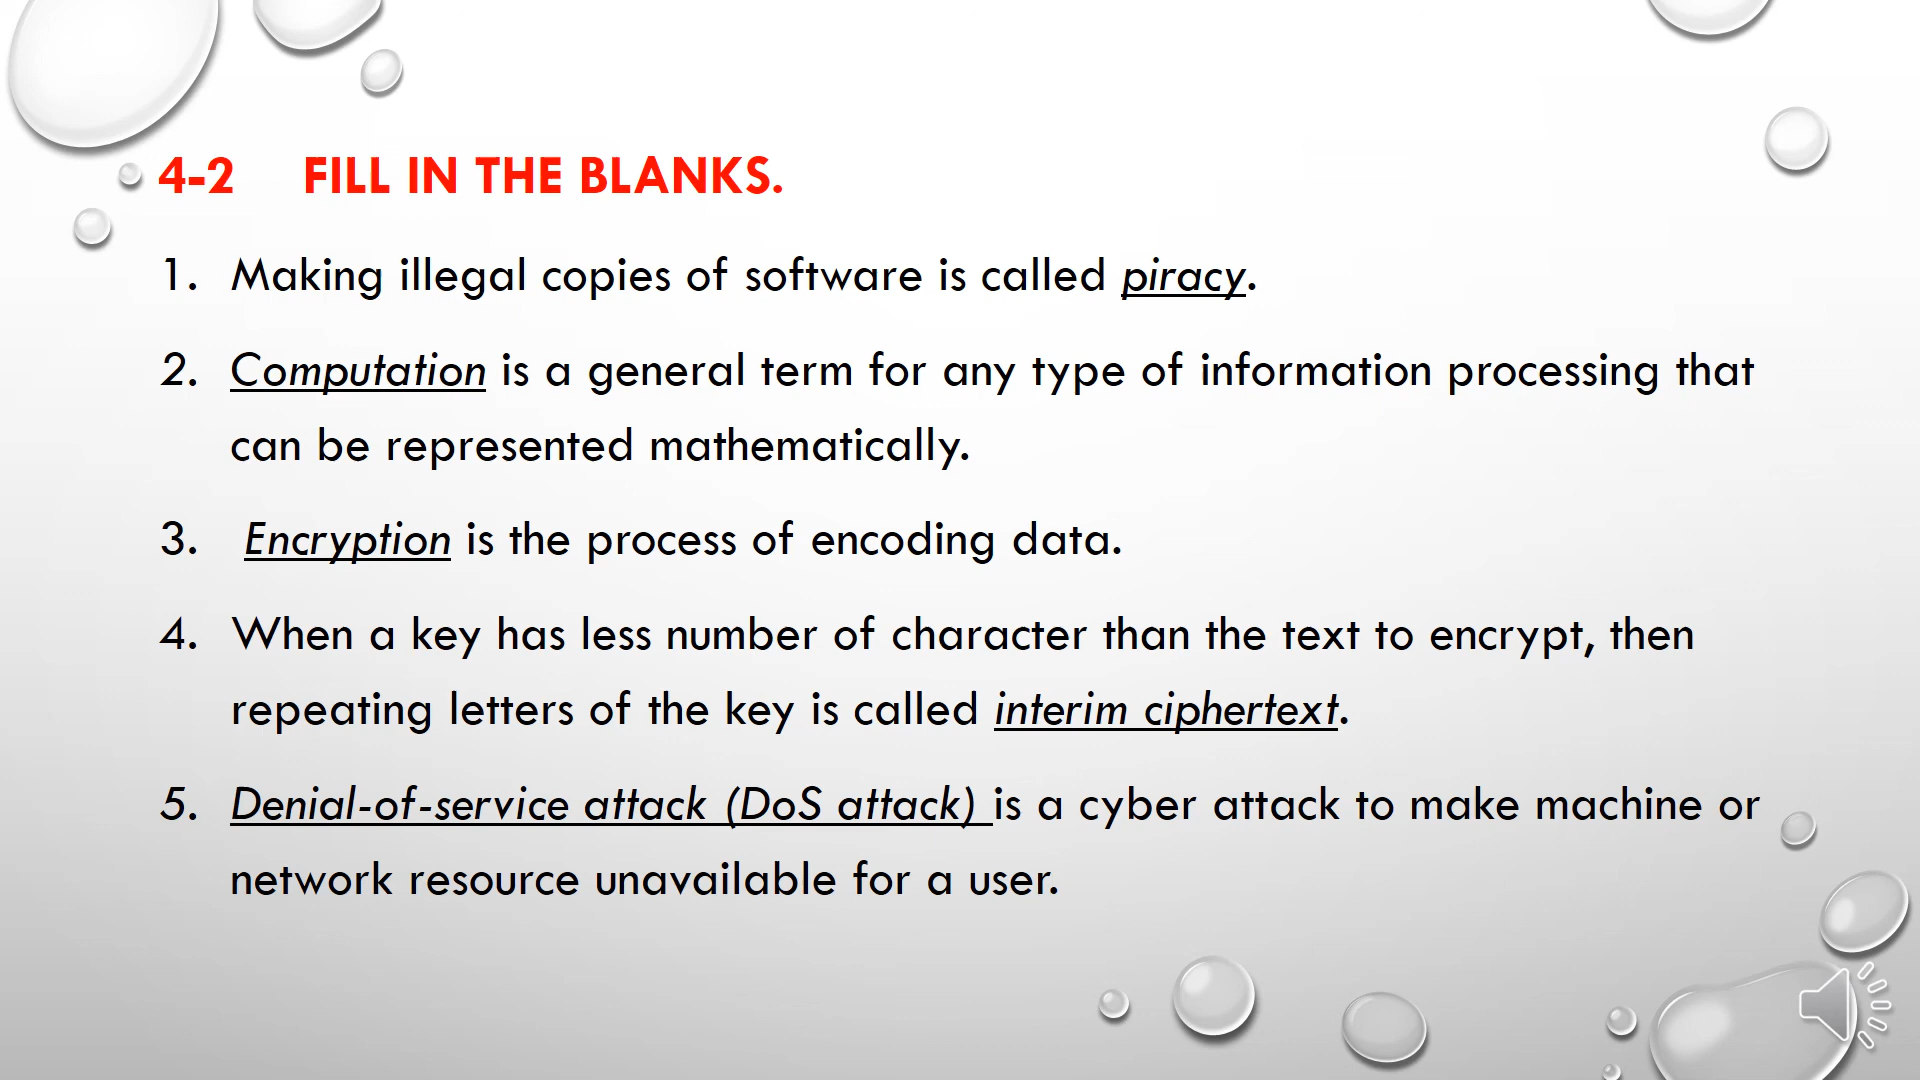 4-2 FILL IN THE BLANKS.
1. Making illegal copies of software is called piracy.
2. Computation is a general term for any type of information processing that
can be represented mathematically.
3. Encryption is the process of encoding data.
4. When a key has less number of character than the text to encrypt, then
repeating letters of the key is called interim ciphertext.
5. Denial-of-service attack (DoS attack) is a cyber attack to make machine or
network resource unavailable for a user.